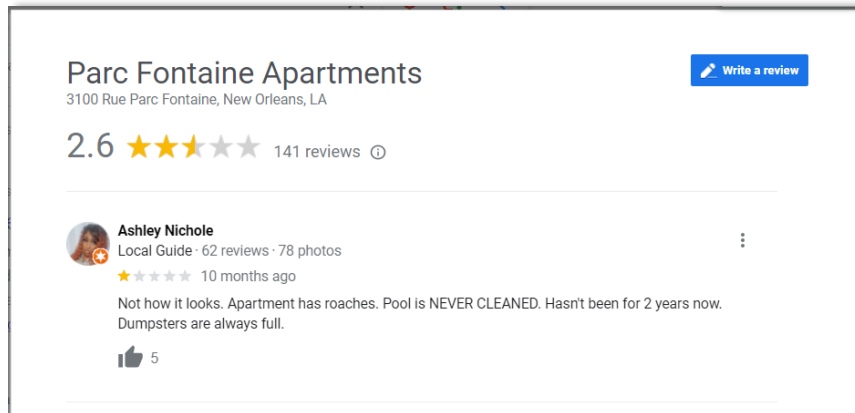 Parc Fontaine Apartments
Write a review
3100 Rue Parc Fontaine, New Orleans, LA
2.6 141 reviews
Ashley Nichole
Local Guide · 62 reviews · 78 photos
10 months ago
Not how it looks. Apartment has roaches. Pool is NEVER CLEANED. Hasn't been for 2 years now.
Dumpsters are always full.
5